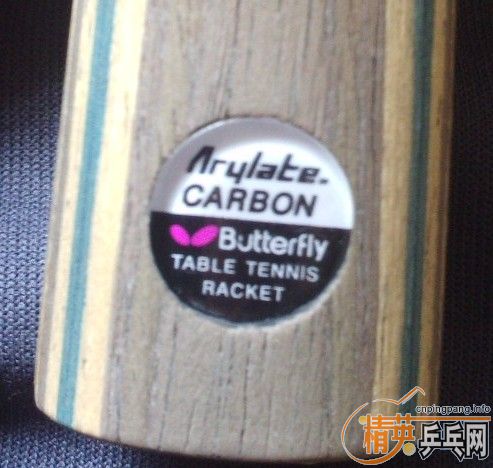 Arylate.
CARBON
Butterfly
TABLE TENNIS
RACKET
cnpingpang.info
精英乒乓网